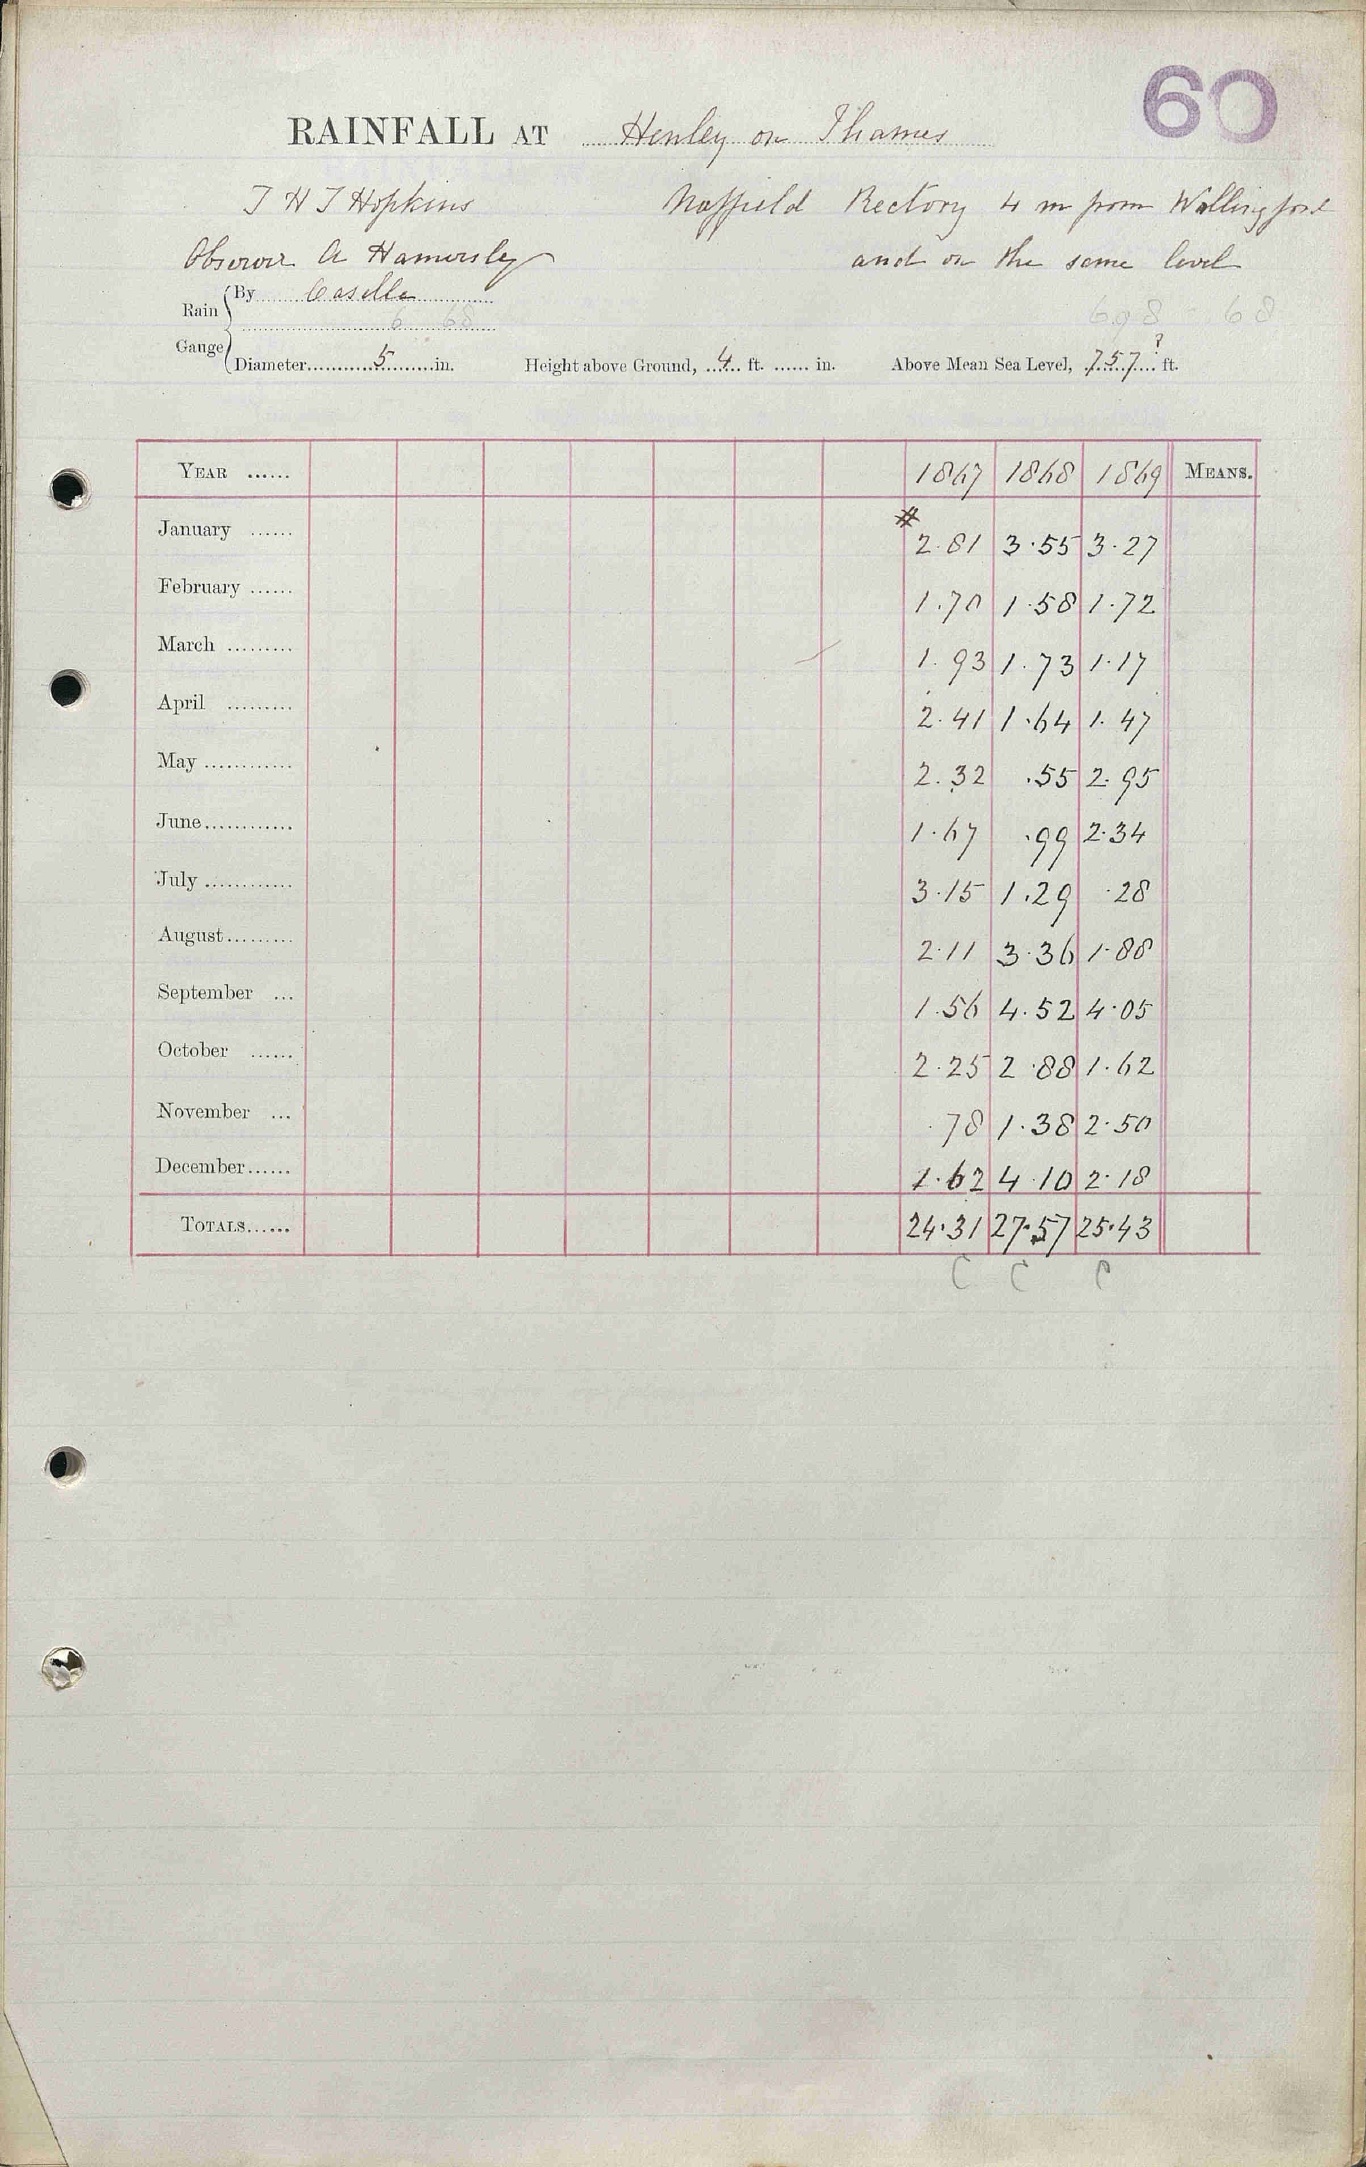 60
RAINFALL AT Henley on Thames
T H T Hopkins Nuffield Rectory 4 m from Wallingford
Observer A Hamersley and on the same level
Rain Gauge
By Casella
6 68 698 - 68
Diameter 5 in. Height above Ground, 4 ft. in. Above Mean Sea Level, 757 ? ft.
YEAR 1867 1868 1869 MEANS.
January # 2.81 3.55 3.27
February 1.70 1.58 1.72
March 1.93 1.73 1.17
April 2.41 1.64 1.47
May 2.32 .55 2.95
June 1.67 .99 2.34
July 3.15 1.29 .28
August 2.11 3.36 1.88
September 1.56 4.52 4.05
October 2.25 2.88 1.62
November .78 1.38 2.50
December 1.62 4.10 2.18
TOTALS 24.31 27.57 25.43
C C C